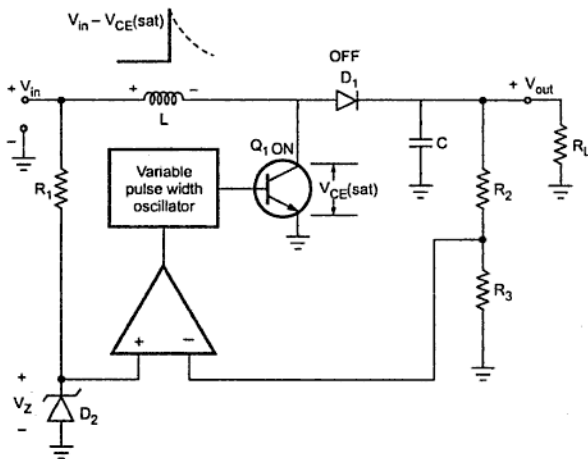 V_in – V_CE(sat)
OFF
+ V_in
+ –
D_1
+ V_out
–
L
Q_1 ON
C
R_L
R_1
Variable
pulse width
oscillator
V_CE(sat)
R_2
R_3
+ –
+
V_Z
D_2
–